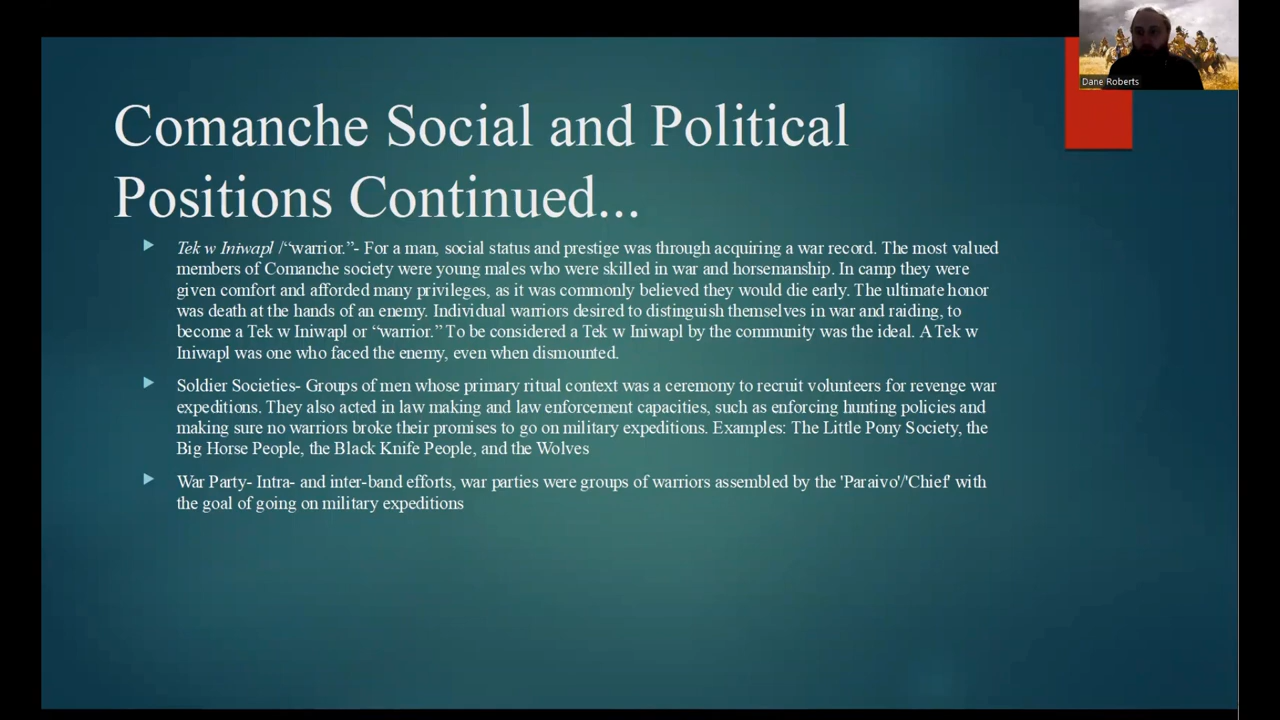 Dane Roberts
Comanche Social and Political
Positions Continued...
Tek w Iniwapl /“warrior.”- For a man, social status and prestige was through acquiring a war record. The most valued
members of Comanche society were young males who were skilled in war and horsemanship. In camp they were
given comfort and afforded many privileges, as it was commonly believed they would die early. The ultimate honor
was death at the hands of an enemy. Individual warriors desired to distinguish themselves in war and raiding, to
become a Tek w Iniwapl or “warrior.” To be considered a Tek w Iniwapl by the community was the ideal. A Tek w
Iniwapl was one who faced the enemy, even when dismounted.
Soldier Societies- Groups of men whose primary ritual context was a ceremony to recruit volunteers for revenge war
expeditions. They also acted in law making and law enforcement capacities, such as enforcing hunting policies and
making sure no warriors broke their promises to go on military expeditions. Examples: The Little Pony Society, the
Big Horse People, the Black Knife People, and the Wolves
War Party- Intra- and inter-band efforts, war parties were groups of warriors assembled by the 'Paraivo'/'Chief' with
the goal of going on military expeditions